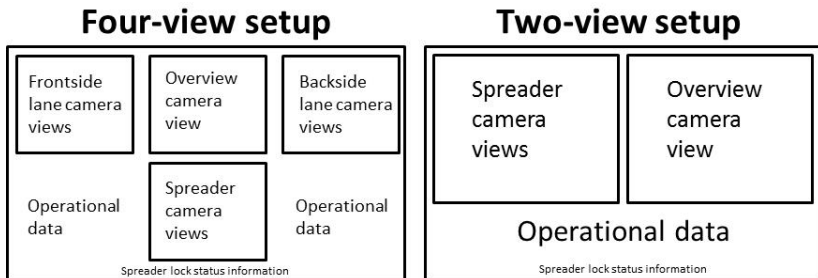 Four-view setup
Frontside
lane camera
views
Overview
camera
view
Backside
lane camera
views
Operational
data
Spreader
camera
views
Operational
data
Spreader lock status information
Two-view setup
Spreader
camera
views
Overview
camera
view
Operational data
Spreader lock status information